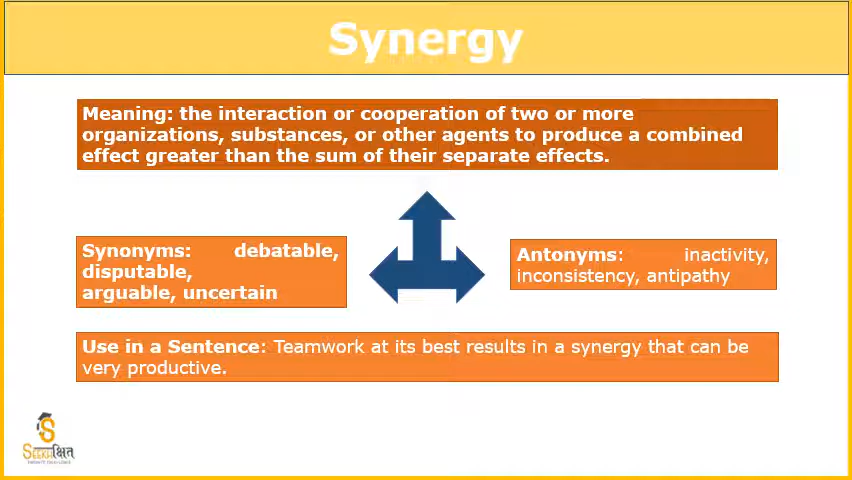 Synergy
Meaning: the interaction or cooperation of two or more
organizations, substances, or other agents to produce a combined
effect greater than the sum of their separate effects.
Synonyms: debatable,
disputable,
arguable, uncertain
Antonyms: inactivity,
inconsistency, antipathy
Use in a Sentence: Teamwork at its best results in a synergy that can be
very productive.
SEEKHक्षित